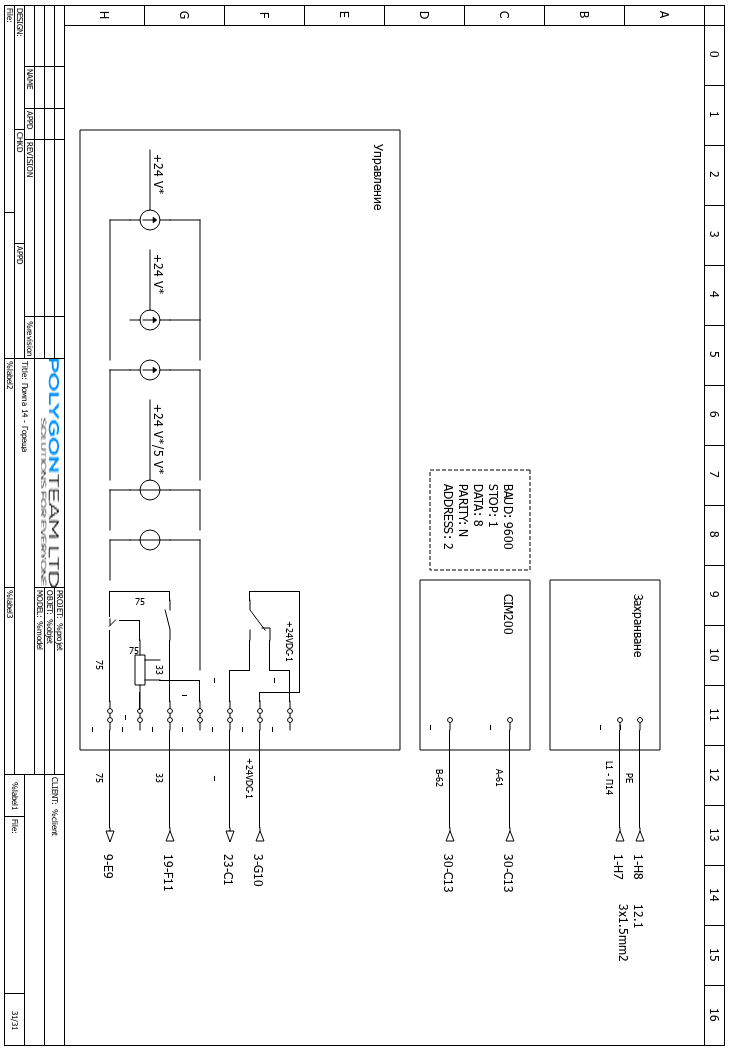 0
1
2
3
4
5
6
7
8
9
10
11
12
13
14
15
16
A
B
C
D
E
F
G
H
Захранване
PE
L1 - П14
1-H8
1-H7
12.1
3x1.5mm2
BAUD: 9600
STOP: 1
DATA: 8
PARITY: N
ADDRESS: 2
CIM200
A-61
B-62
30-C13
30-C13
Управление
+24 V*
+24 V*
+24 V*/5 V*
+24VDG-1
75
75
33
75
+24VDG-1
33
75
3-G10
23-C1
19-F11
9-E9
NAME
APPD
REVISION
%revision
DESIGN:
CHKD
APPD
File:
POLYGONTEAM LTD
SOLUTIONS FOR EVERYONE
Title: Помпа 14 - Гореща
%label2
PROJET: %projet
OBJET: %objet
MODEL: %model
%label3
CLIENT: %client
%label1
File:
31/31